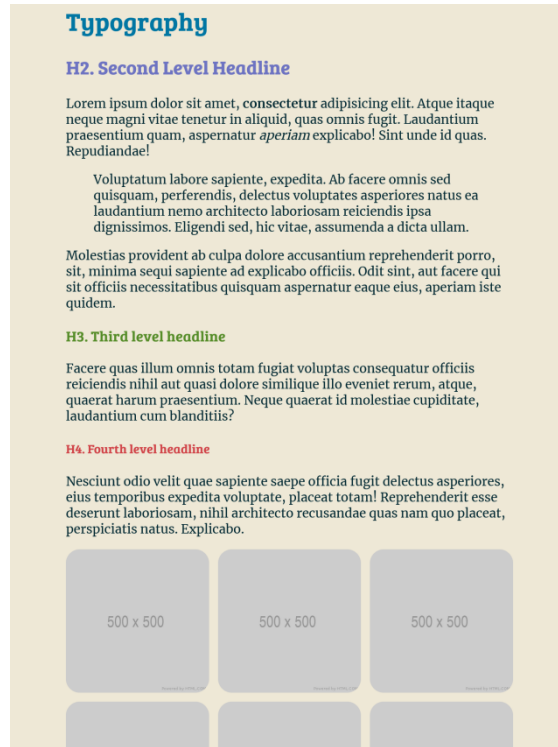 Typography
H2. Second Level Headline
Lorem ipsum dolor sit amet, consectetur adipisicing elit. Atque itaque
neque magni vitae tenetur in aliquid, quas omnis fugit. Laudantium
praesentium quam, aspernatur aperiam explicabo! Sint unde id quas.
Repudiandae!
Voluptatum labore sapiente, expedita. Ab facere omnis sed
quisquam, perferendis, delectus voluptates asperiores natus ea
laudantium nemo architecto laboriosam reiciendis ipsa
dignissimos. Eligendi sed, hic vitae, assumenda a dicta ullam.
Molestias provident ab culpa dolore accusantium reprehenderit porro,
sit, minima sequi sapiente ad explicabo officiis. Odit sint, aut facere qui
sit officiis necessitatibus quisquam aspernatur eaque eius, aperiam iste
quidem.
H3. Third level headline
Facere quas illum omnis totam fugiat voluptas consequatur officiis
reiciendis nihil aut quasi dolore similique illo eveniet rerum, atque,
quaerat harum praesentium. Neque quaerat id molestiae cupiditate,
laudantium cum blanditiis?
H4. Fourth level headline
Nesciunt odio velit quae sapiente saepe officia fugit delectus asperiores,
eius temporibus expedita voluptate, placeat totam! Reprehenderit esse
deserunt laboriosam, nihil architecto recusandae quas nam quo placeat,
perspiciatis natus. Explicabo.
500 x 500 500 x 500 500 x 500